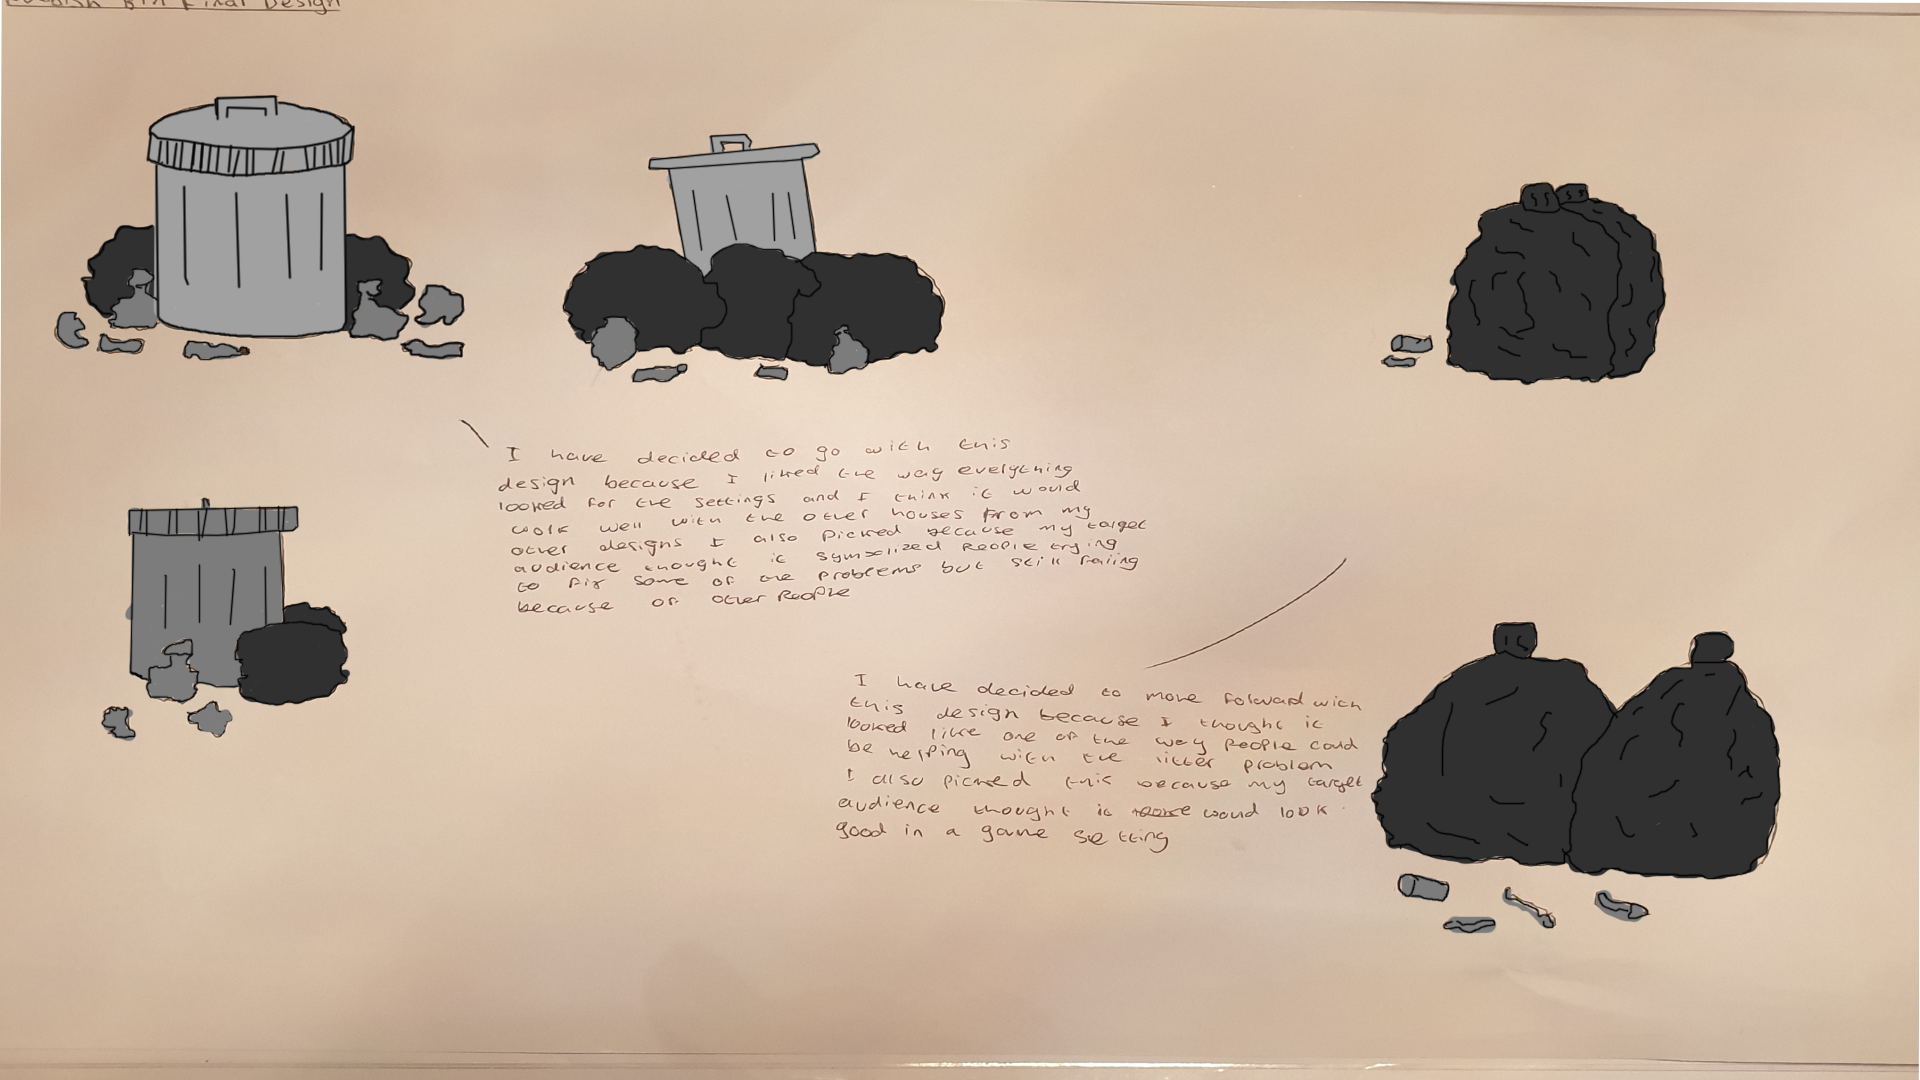 Rubbish Bin Final Design
I have decided to go with this
design because I liked the way everything
looked for the settings and I think it would
work well with the other houses from my
other designs I also picked because my target
audience thought it symbolized people trying
to fix some of the problems but still failing
because of other people
I have decided to move forward with
this design because I thought it
looked like one of the way people could
be helping with the litter problem
I also picked this because my target
audience thought it would look
good in a game setting